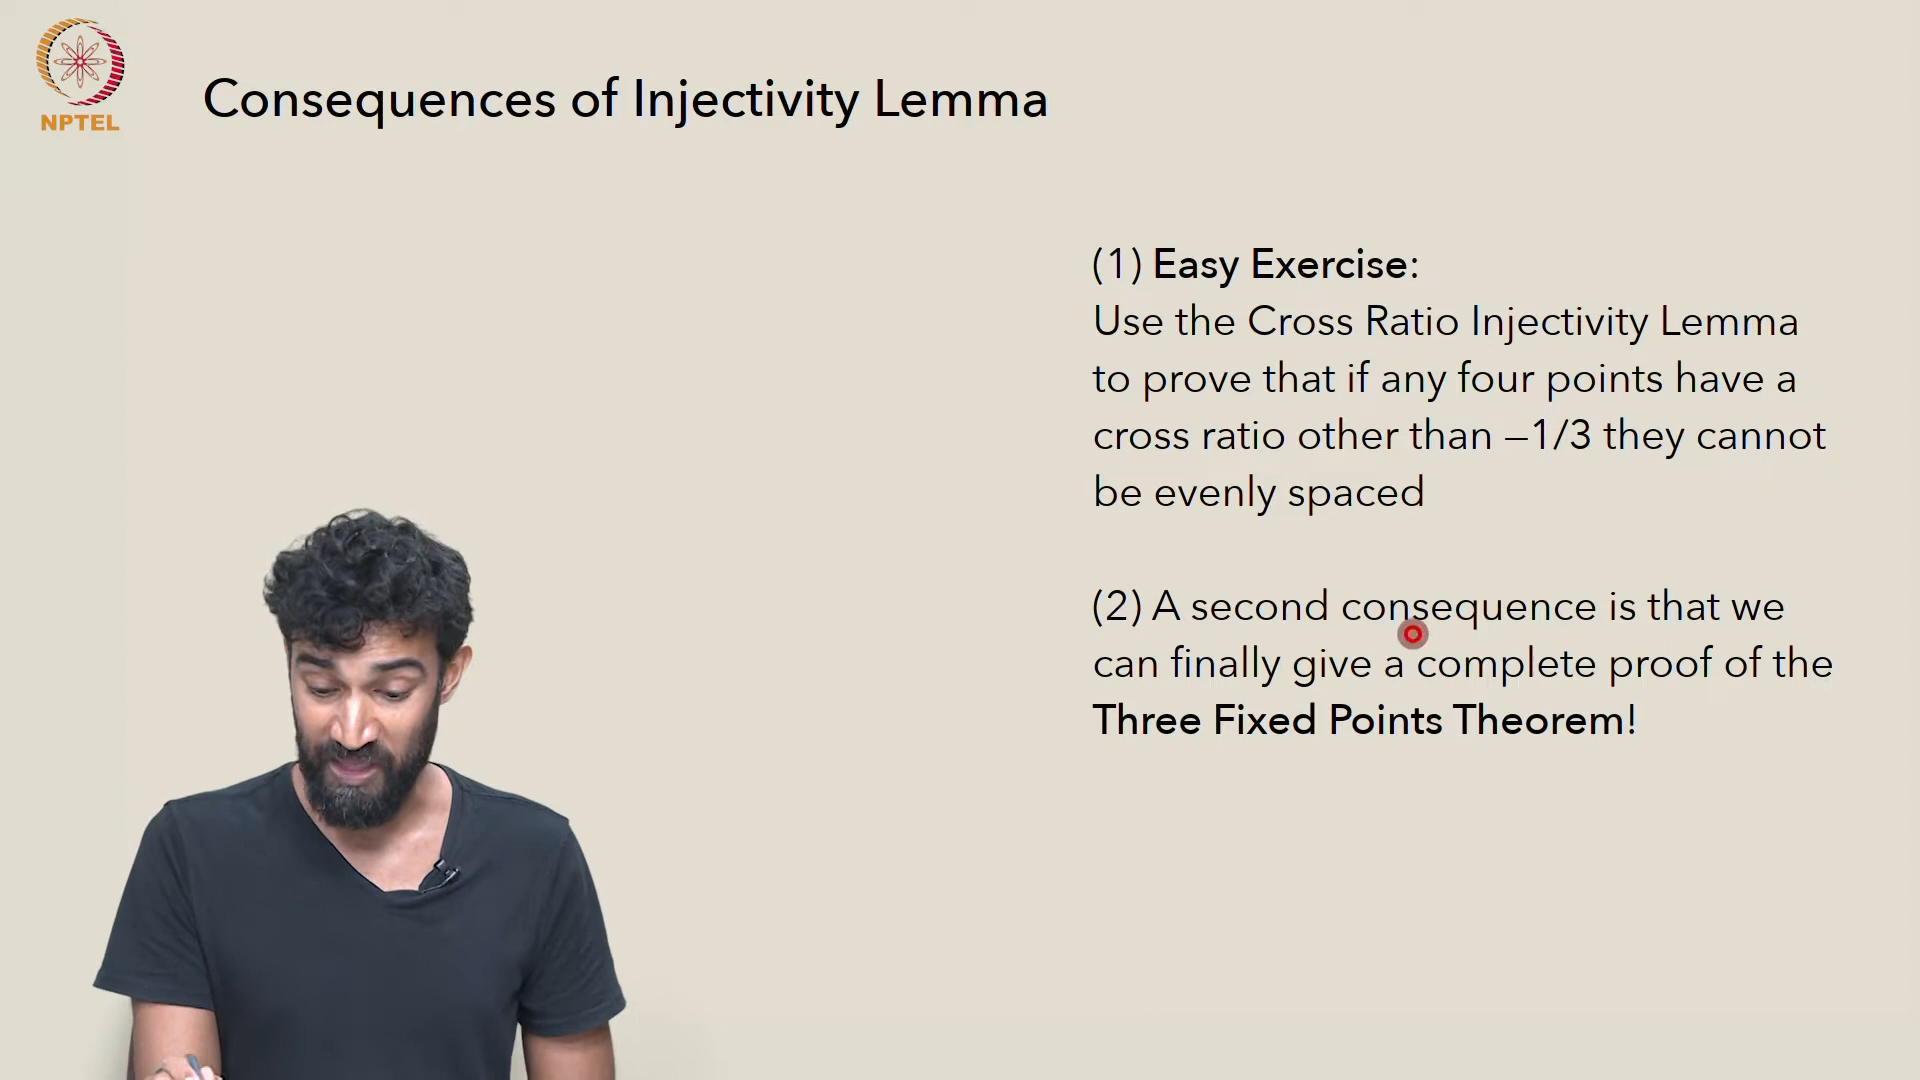 NPTEL
Consequences of Injectivity Lemma
(1) Easy Exercise:
Use the Cross Ratio Injectivity Lemma
to prove that if any four points have a
cross ratio other than –1/3 they cannot
be evenly spaced
(2) A second consequence is that we
can finally give a complete proof of the
Three Fixed Points Theorem!